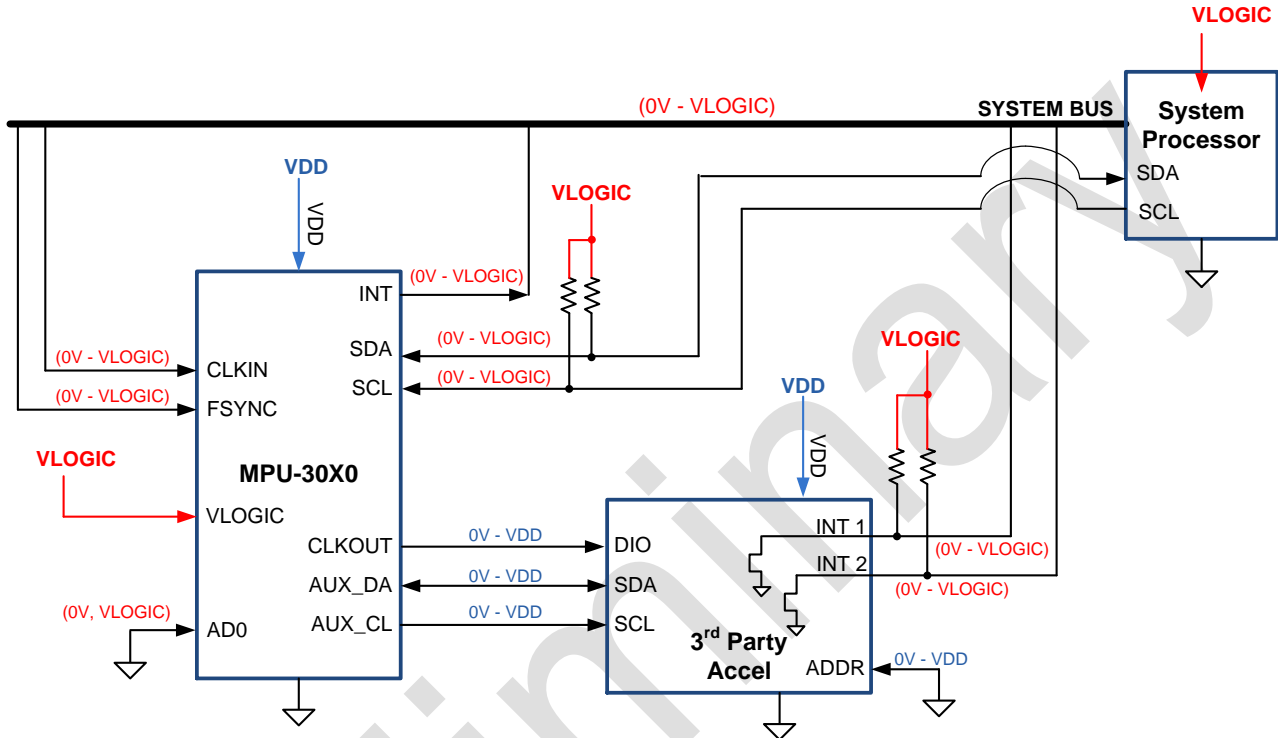 VLOGIC
(0V - VLOGIC)
SYSTEM BUS
System
Processor
SDA
SCL
VDD
VDD
VLOGIC
(0V - VLOGIC)
INT
(0V - VLOGIC)
SDA
(0V - VLOGIC)
SCL
(0V - VLOGIC)
CLKIN
(0V - VLOGIC)
FSYNC
VLOGIC
MPU-30X0
VLOGIC
VLOGIC
VDD
VDD
CLKOUT
0V - VDD
DIO
INT 1
(0V - VLOGIC)
AUX_DA
0V - VDD
SDA
INT 2
(0V - VLOGIC)
AUX_CL
0V - VDD
SCL
(0V, VLOGIC)
AD0
3rd Party
Accel
ADDR
0V - VDD
Preliminary